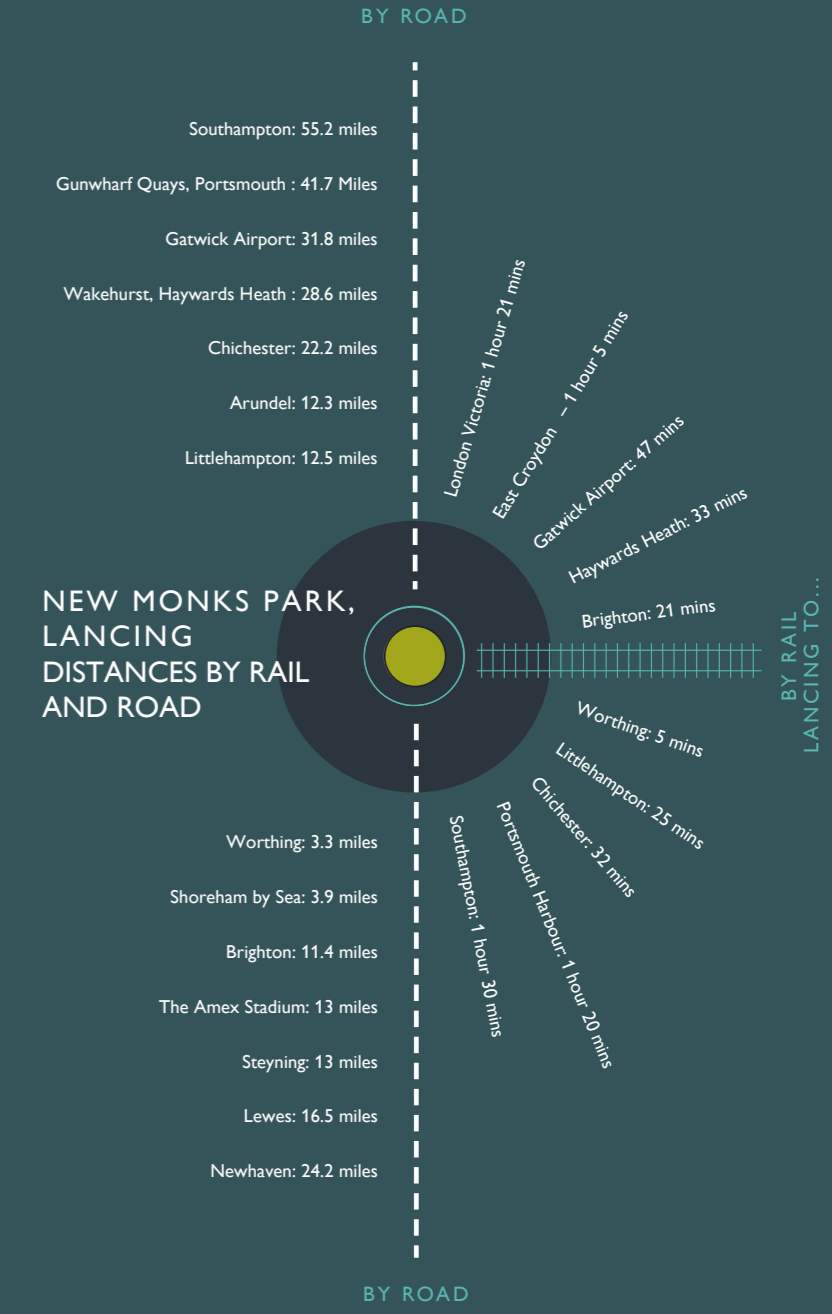 BY ROAD
Southampton: 55.2 miles
Gunwharf Quays, Portsmouth : 41.7 Miles
Gatwick Airport: 31.8 miles
Wakehurst, Haywards Heath : 28.6 miles
Chichester: 22.2 miles
Arundel: 12.3 miles
Littlehampton: 12.5 miles
London Victoria: 1 hour 21 mins
East Croydon – 1 hour 5 mins
Gatwick Airport: 47 mins
Haywards Heath: 33 mins
Brighton: 21 mins
NEW MONKS PARK,
LANCING
DISTANCES BY RAIL
AND ROAD
BY RAIL
LANCING TO...
Worthing: 5 mins
Littlehampton: 25 mins
Chichester: 32 mins
Portsmouth Harbour: 1 hour 20 mins
Southampton: 1 hour 30 mins
Worthing: 3.3 miles
Shoreham by Sea: 3.9 miles
Brighton: 11.4 miles
The Amex Stadium: 13 miles
Steyning: 13 miles
Lewes: 16.5 miles
Newhaven: 24.2 miles
BY ROAD